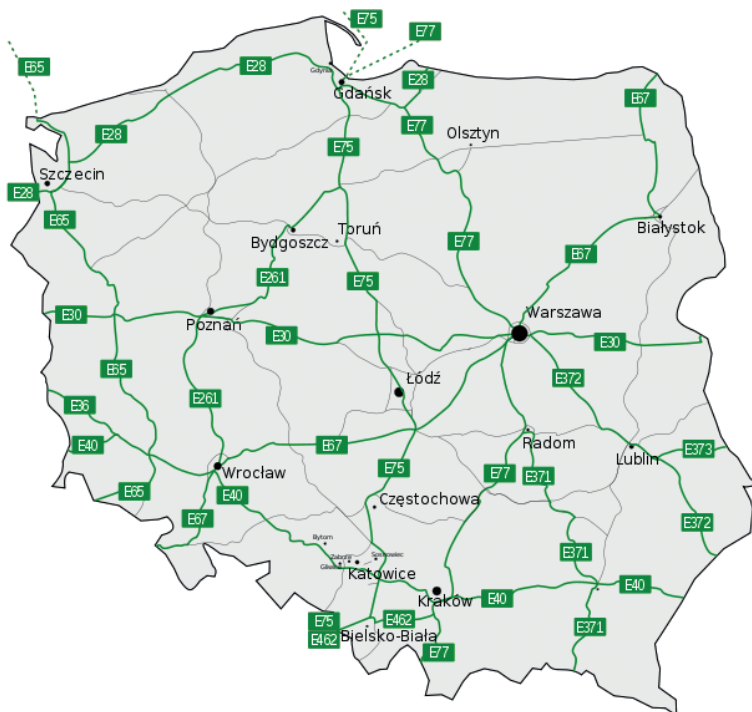 E75
E77
E65
E28
Gdynia
E28
Gdańsk
E67
E77
E28
Olsztyn
E75
Szczecin
E28
E65
Białystok
Toruń
Bydgoszcz
E77
E67
E261
E75
Warszawa
E30
Poznań
E30
E30
E65
E372
Łódź
E36
E261
E40
E67
Radom
E373
Lublin
Wrocław
E75
E77
E371
E65
E40
Częstochowa
E67
E372
Bytom
E371
Sosnowiec
Zabrze
Gliwice
Katowice
E40
Kraków
E40
E75
E462
E462
E371
Bielsko-Biała
E77